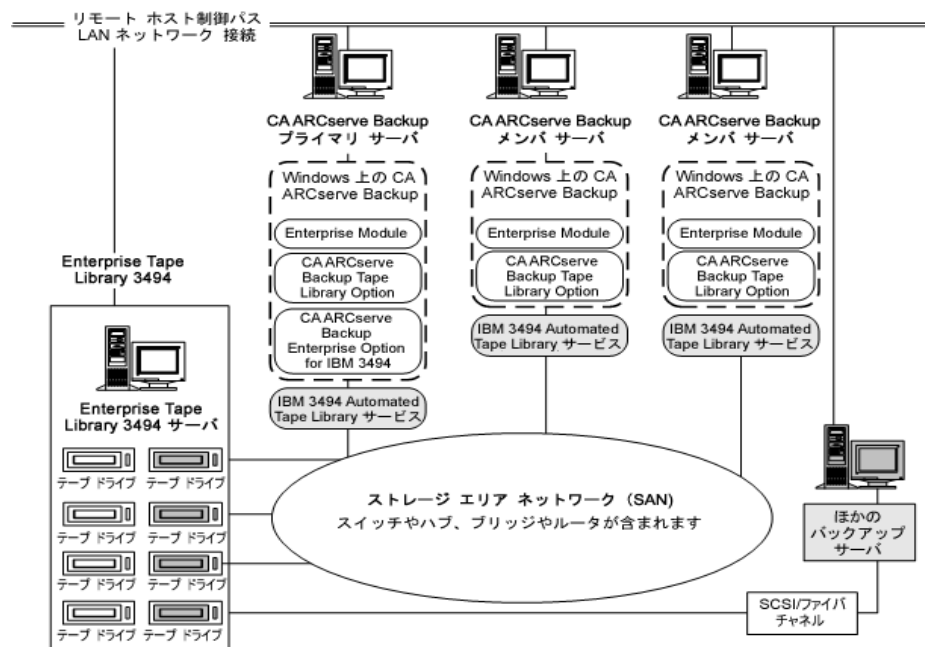 リモート ホスト制御パス
LAN ネットワーク 接続
CA ARCserve Backup
プライマリ サーバ
CA ARCserve Backup
メンバ サーバ
CA ARCserve Backup
メンバ サーバ
Windows 上の CA
ARCserve Backup
Enterprise Module
CA ARCserve
Backup Tape
Library Option
CA ARCserve
Backup
Enterprise Option
for IBM 3494
IBM 3494 Automated
Tape Library サービス
Windows 上の CA
ARCserve Backup
Enterprise Module
CA ARCserve
Backup Tape
Library Option
IBM 3494 Automated
Tape Library サービス
Windows 上の CA
ARCserve Backup
Enterprise Module
CA ARCserve
Backup Tape
Library Option
IBM 3494 Automated
Tape Library サービス
Enterprise Tape
Library 3494
Enterprise Tape
Library 3494 サーバ
テープ ドライブ テープ ドライブ
テープ ドライブ テープ ドライブ
テープ ドライブ テープ ドライブ
テープ ドライブ テープ ドライブ
ストレージ エリア ネットワーク (SAN)
スイッチやハブ、ブリッジやルータが含まれます
ほかの
バックアップ
サーバ
SCSI/ファイバ
チャネル